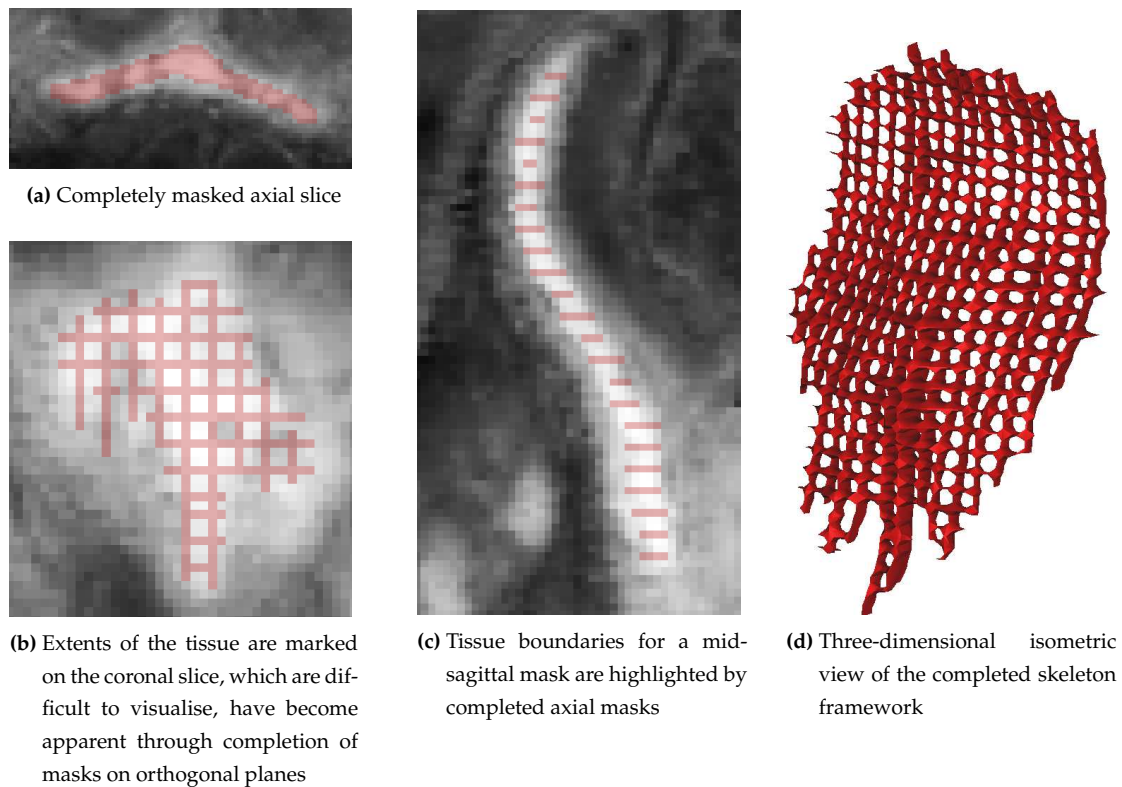 (a) Completely masked axial slice
(b) Extents of the tissue are marked
on the coronal slice, which are dif-
ficult to visualise, have become
apparent through completion of
masks on orthogonal planes
(c) Tissue boundaries for a mid-
sagittal mask are highlighted by
completed axial masks
(d) Three-dimensional isometric
view of the completed skeleton
framework